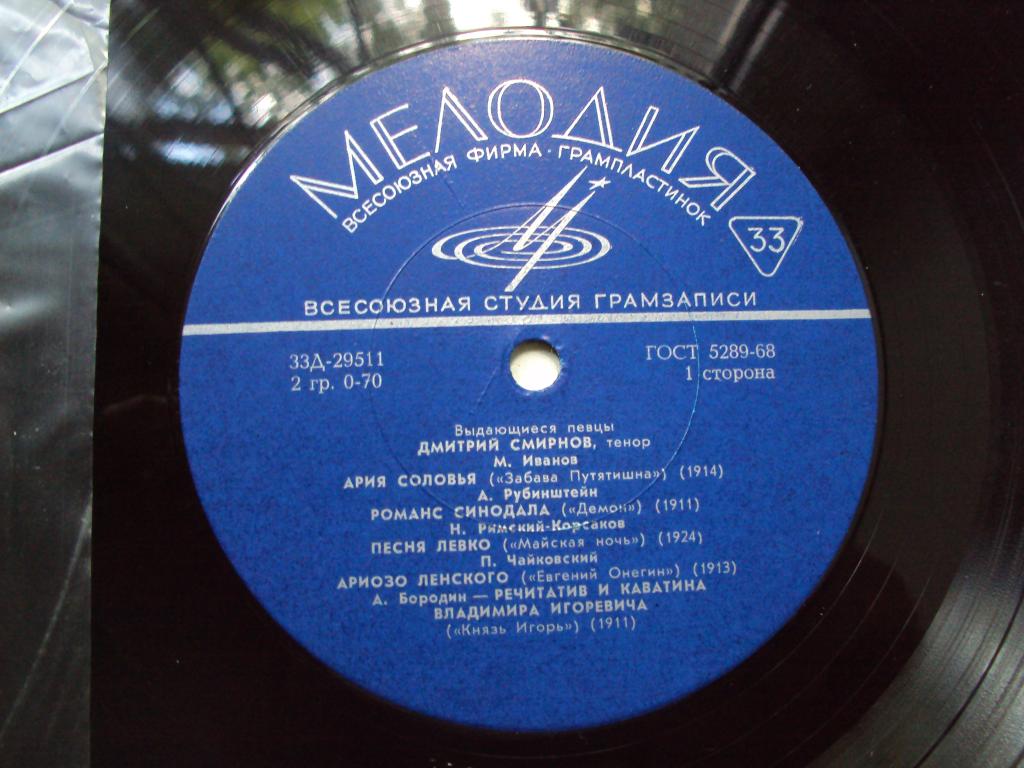 МЕЛОДИЯ
ВСЕСОЮЗНАЯ ФИРМА · ГРАМПЛАСТИНОК
33
ВСЕСОЮЗНАЯ СТУДИЯ ГРАМЗАПИСИ
33Д-29511
2 гр. 0-70
ГОСТ 5289-68
1 сторона
Выдающиеся певцы
ДМИТРИЙ СМИРНОВ, тенор
М. Иванов
АРИЯ СОЛОВЬЯ («Забава Путятишна») (1914)
А. Рубинштейн
РОМАНС СИНОДАЛА («Демон») (1911)
Н. Римский-Корсаков
ПЕСНЯ ЛЕВКО («Майская ночь») (1924)
П. Чайковский
АРИОЗО ЛЕНСКОГО («Евгений Онегин») (1913)
А. Бородин — РЕЧИТАТИВ И КАВАТИНА
ВЛАДИМИРА ИГОРЕВИЧА
(«Князь Игорь») (1911)